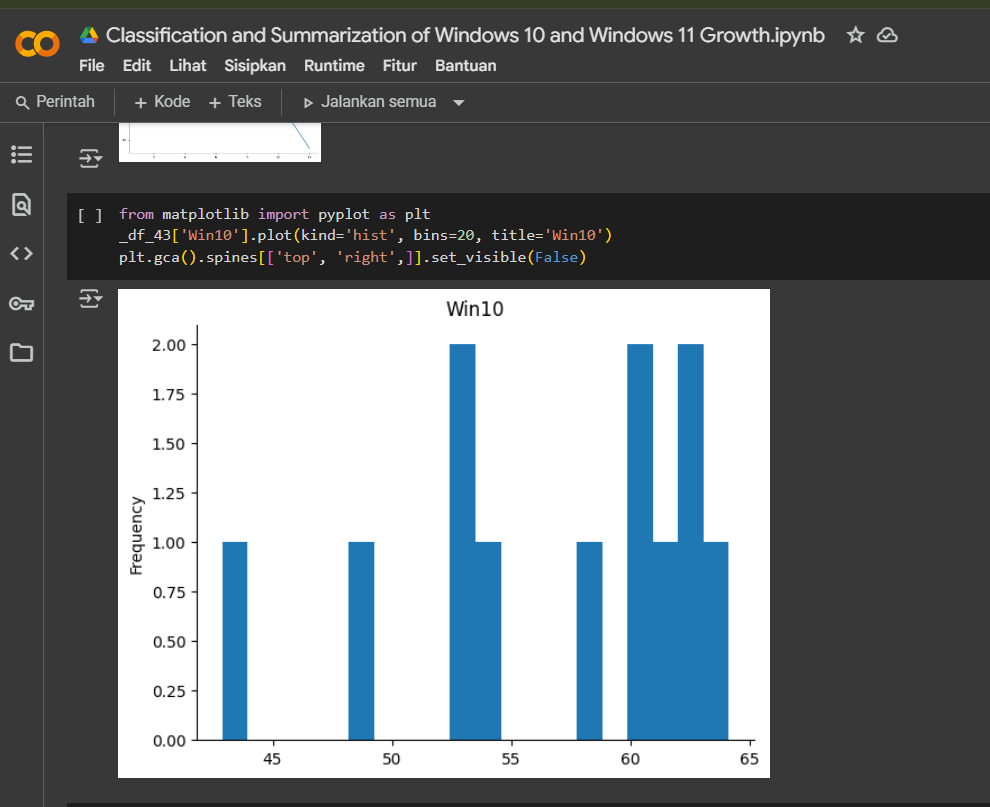 Classification and Summarization of Windows 10 and Windows 11 Growth.ipynb
File Edit Lihat Sisipkan Runtime Fitur Bantuan
Perintah + Kode + Teks Jalankan semua
[ ] from matplotlib import pyplot as plt
_df_43['Win10'].plot(kind='hist', bins=20, title='Win10')
plt.gca().spines[['top', 'right',]].set_visible(False)
Win10
2.00
1.75
1.50
1.25
1.00
0.75
0.50
0.25
0.00
Frequency
45 50 55 60 65